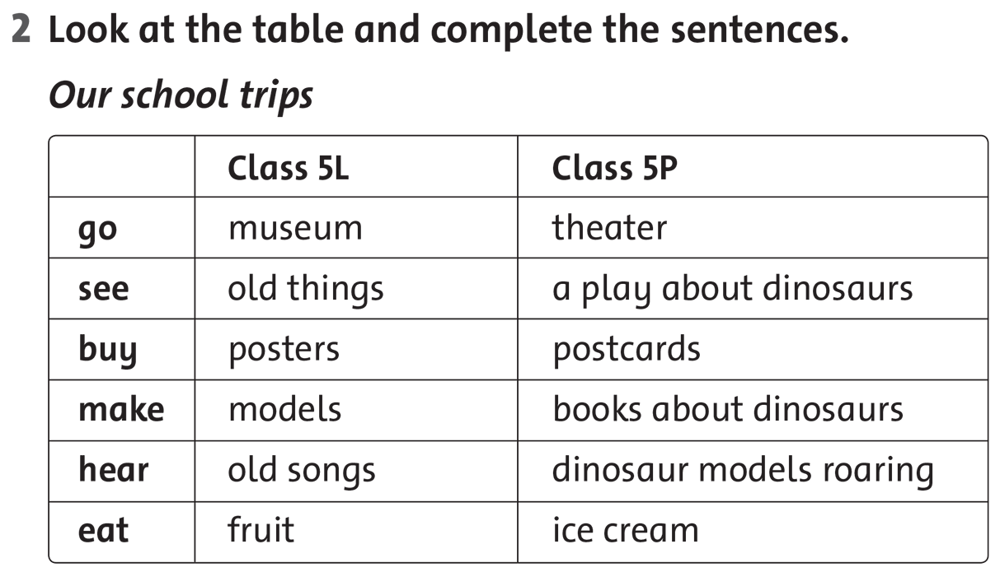 2 Look at the table and complete the sentences.
Our school trips
Class 5L Class 5P
go museum theater
see old things a play about dinosaurs
buy posters postcards
make models books about dinosaurs
hear old songs dinosaur models roaring
eat fruit ice cream